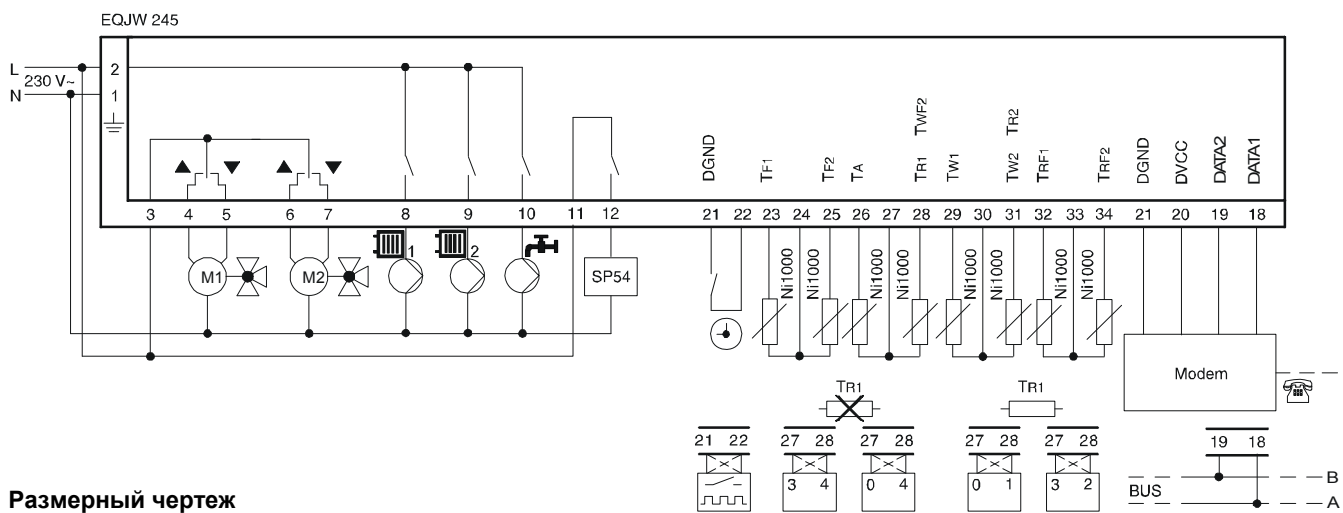 EQJW 245
L
230 V~
N
2
1
DGND
TF1
TF2
TA
TR1
TWF2
TW1
TW2
TR2
TRF1
TRF2
DGND
DVCC
DATA2
DATA1
3 4 5 6 7 8 9 10 11 12 21 22 23 24 25 26 27 28 29 30 31 32 33 34 21 20 19 18
1
2
M1
M2
SP54
Ni1000 Ni1000 Ni1000 Ni1000 Ni1000 Ni1000 Ni1000 Ni1000
Modem
TR1
TR1
21 22
27 28
27 28
27 28
27 28
19 18
3 4
0 4
0 1
3 2
BUS
B
A
Размерный чертеж